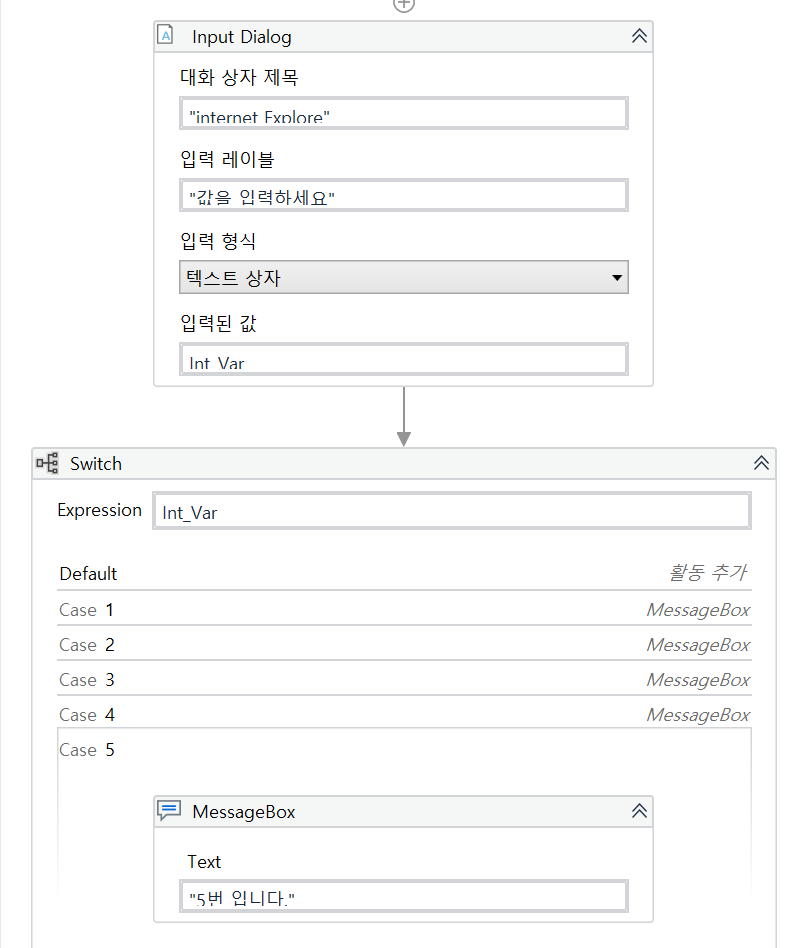 Input Dialog
대화 상자 제목
"internet Explore"
입력 레이블
"값을 입력하세요"
입력 형식
텍스트 상자
입력된 값
Int_Var
Switch
Expression Int_Var
Default 활동 추가
Case 1 MessageBox
Case 2 MessageBox
Case 3 MessageBox
Case 4 MessageBox
Case 5
MessageBox
Text
"5번 입니다."